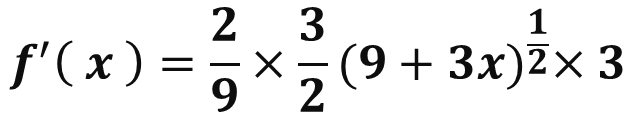 f′(x) = 2/9 × 3/2 (9 + 3x)^(1/2) × 3